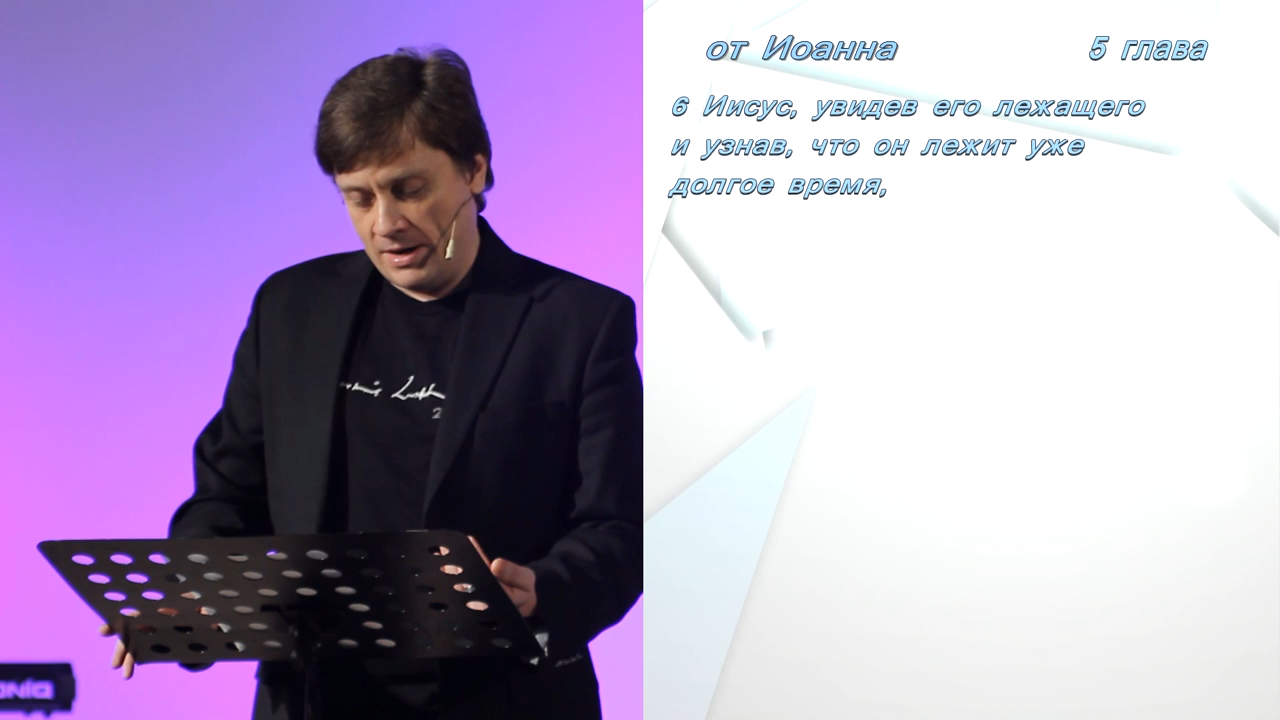 от Иоанна 5 глава
6 Иисус, увидев его лежащего
и узнав, что он лежит уже
долгое время,